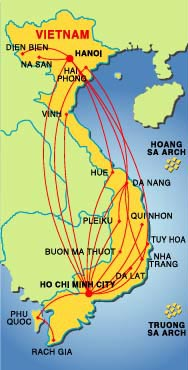 VIETNAM
DIEN BIEN
HANOI
NA SAN
HAI
PHONG
VINH
HOANG
SA ARCH
HUE
DA NANG
PLEIKU
QUI NHON
TUY HOA
BUON MA THUOT
NHA
TRANG
DA LAT
HO CHI MINH CITY
PHU
QUOC
TRUONG
SA ARCH
RACH GIA